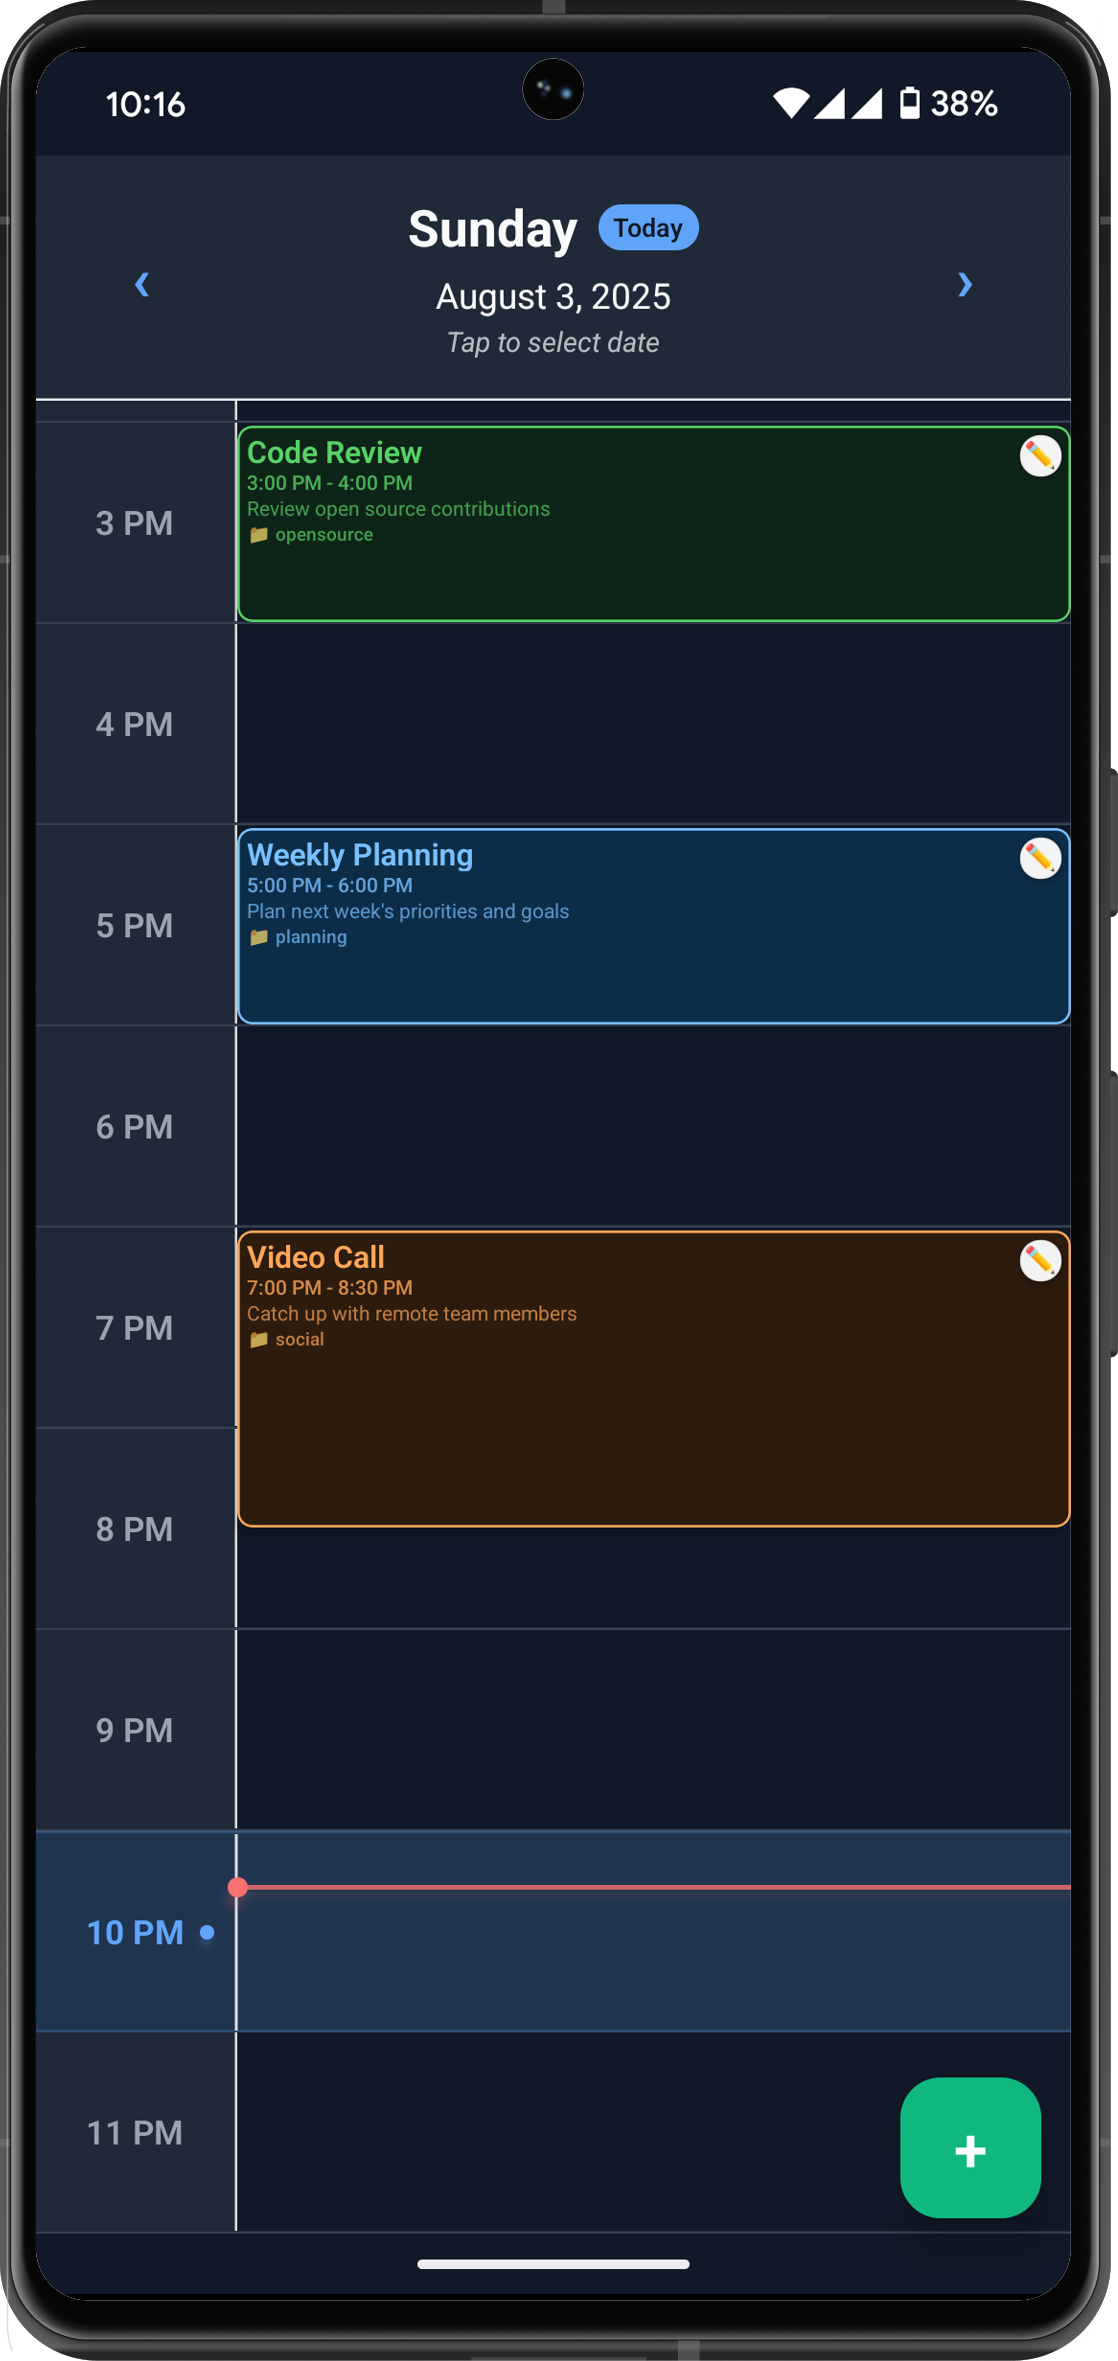 10:16
38%
Sunday Today
‹
›
August 3, 2025
Tap to select date
3 PM
Code Review
3:00 PM - 4:00 PM
Review open source contributions
opensource
4 PM
5 PM
Weekly Planning
5:00 PM - 6:00 PM
Plan next week's priorities and goals
planning
6 PM
7 PM
Video Call
7:00 PM - 8:30 PM
Catch up with remote team members
social
8 PM
9 PM
10 PM
11 PM
+